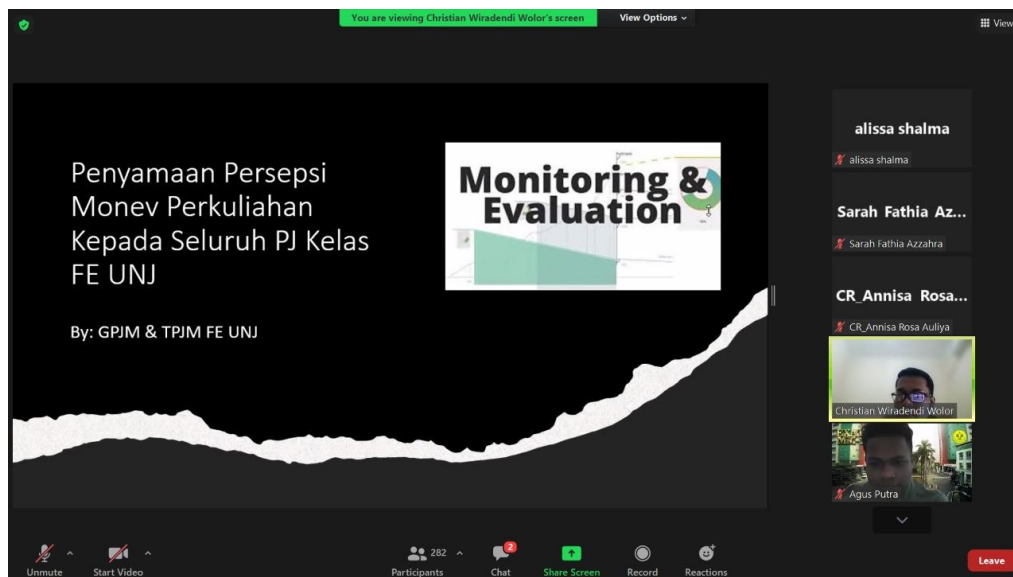 You are viewing Christian Wiradendi Wolor's screen
View Options
View
Penyamaan Persepsi
Monev Perkuliahan
Kepada Seluruh PJ Kelas
FE UNJ
By: GPJM & TPJM FE UNJ
Monitoring &
Evaluation
alissa shalma
alissa shalma
Sarah Fathia Az...
Sarah Fathia Azzahra
CR_Annisa Rosa...
CR_Annisa Rosa Auliya
Christian Wiradendi Wolor
Agus Putra
Unmute
Start Video
282
Participants
2
Chat
Share Screen
Record
Reactions
Leave